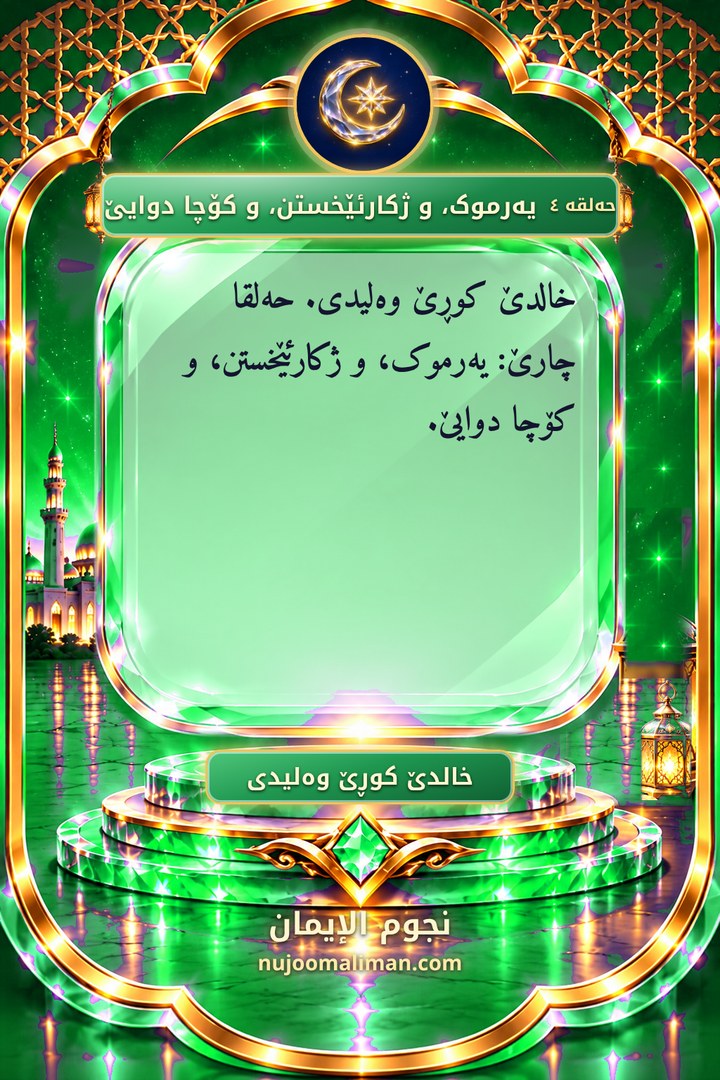 حەلقە ٤ یەرموک، و ژکارئێخستن، و کۆچا دوایێ
خالدێ کوڕێ وەلیدی. حەلقا
چارێ: یەرموک، و ژکارئێخستن، و
کۆچا دوایێ.
خالدێ کوڕێ وەلیدی
نجوم الإيمان
nujoomaliman.com